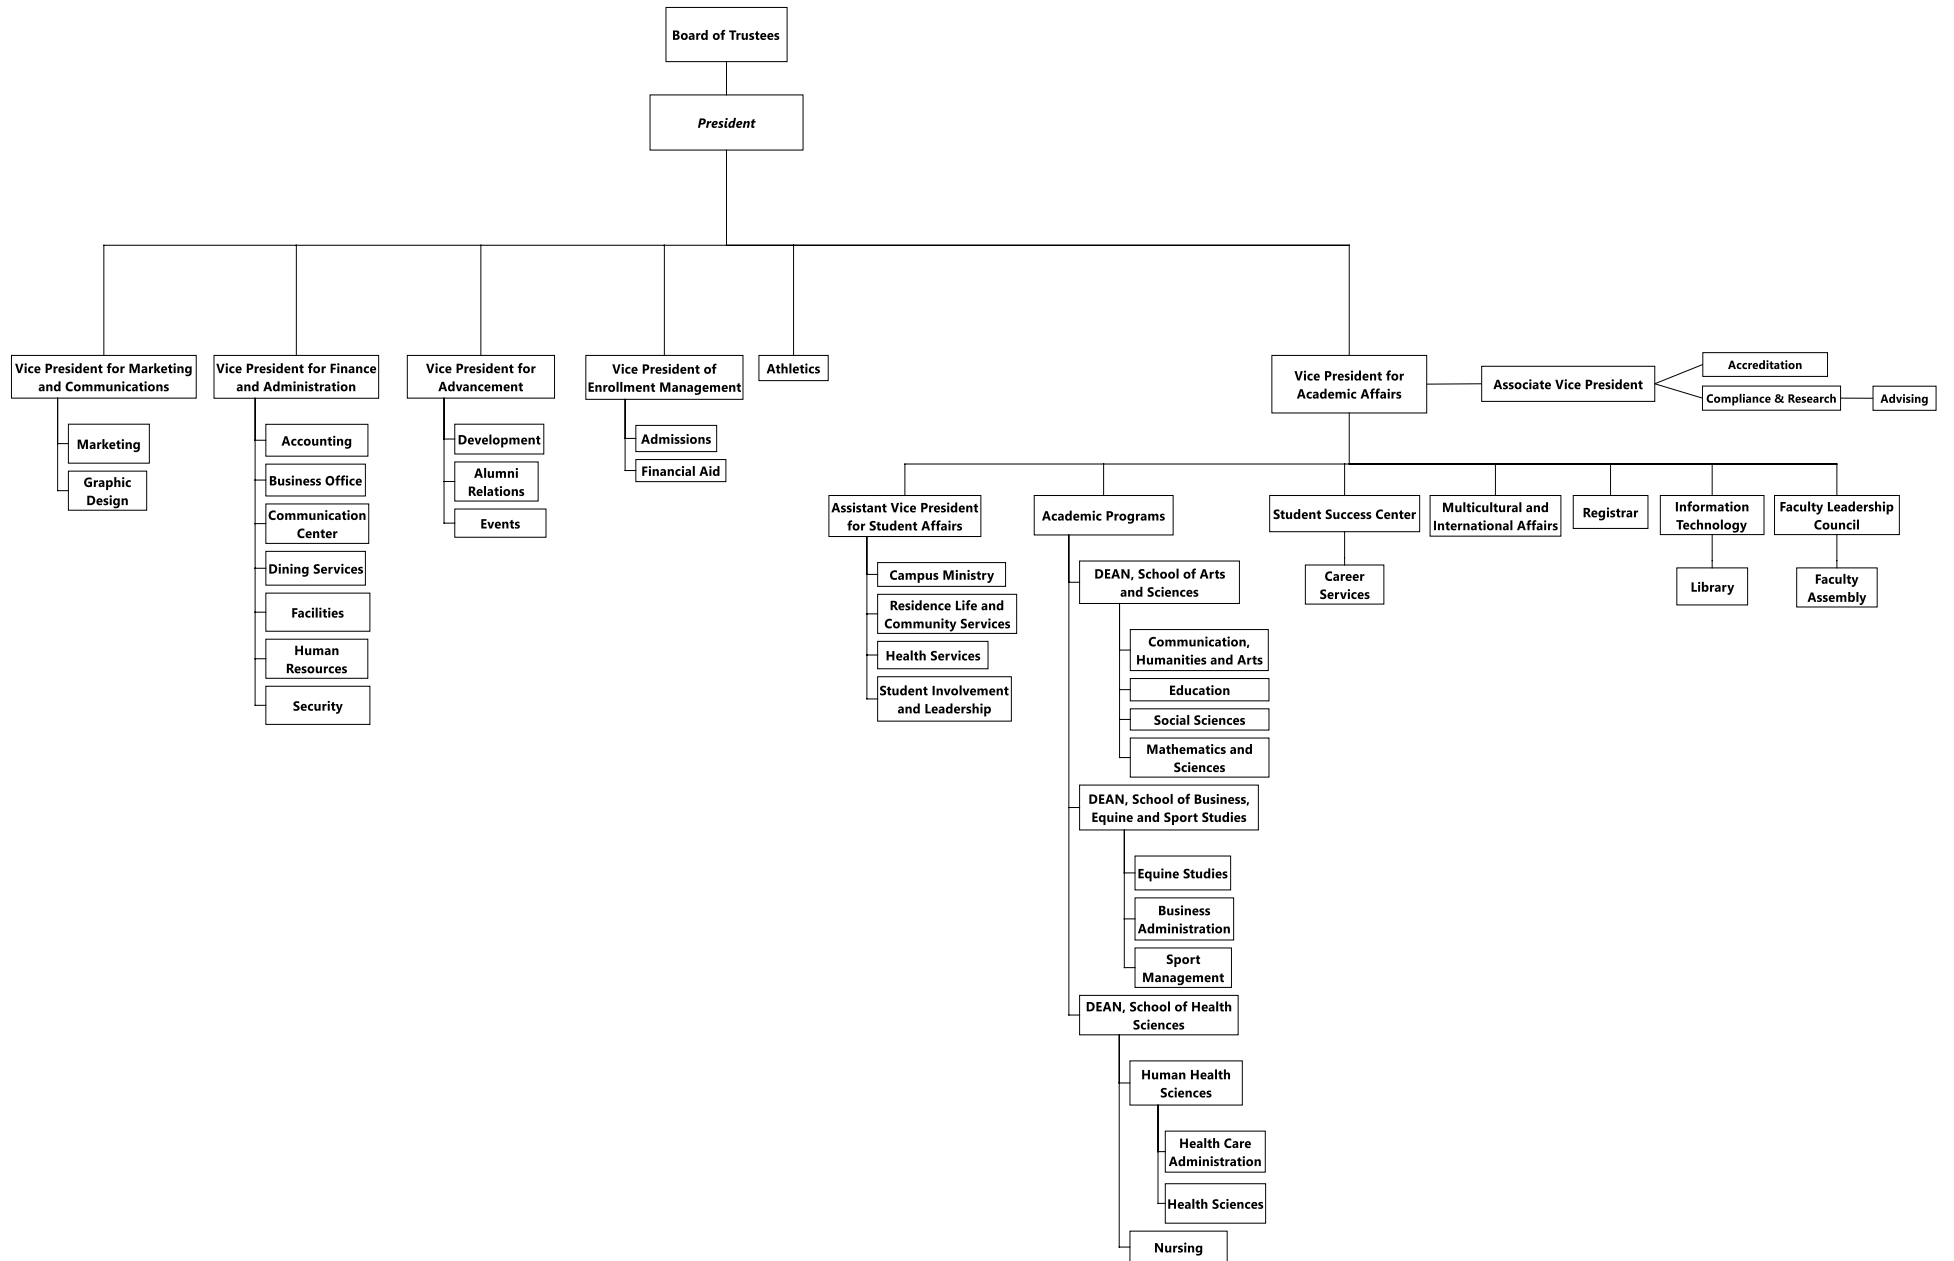 Board of Trustees
President
Vice President for Marketing
and Communications
Marketing
Graphic
Design
Vice President for Finance
and Administration
Accounting
Business Office
Communication
Center
Dining Services
Facilities
Human
Resources
Security
Vice President for
Advancement
Development
Alumni
Relations
Events
Vice President of
Enrollment Management
Admissions
Financial Aid
Athletics
Vice President for
Academic Affairs
Associate Vice President
Accreditation
Compliance & Research
Advising
Assistant Vice President
for Student Affairs
Campus Ministry
Residence Life and
Community Services
Health Services
Student Involvement
and Leadership
Academic Programs
DEAN, School of Arts
and Sciences
Communication,
Humanities and Arts
Education
Social Sciences
Mathematics and
Sciences
DEAN, School of Business,
Equine and Sport Studies
Equine Studies
Business
Administration
Sport
Management
DEAN, School of Health
Sciences
Human Health
Sciences
Health Care
Administration
Health Sciences
Nursing
Student Success Center
Career
Services
Multicultural and
International Affairs
Registrar
Information
Technology
Library
Faculty Leadership
Council
Faculty
Assembly